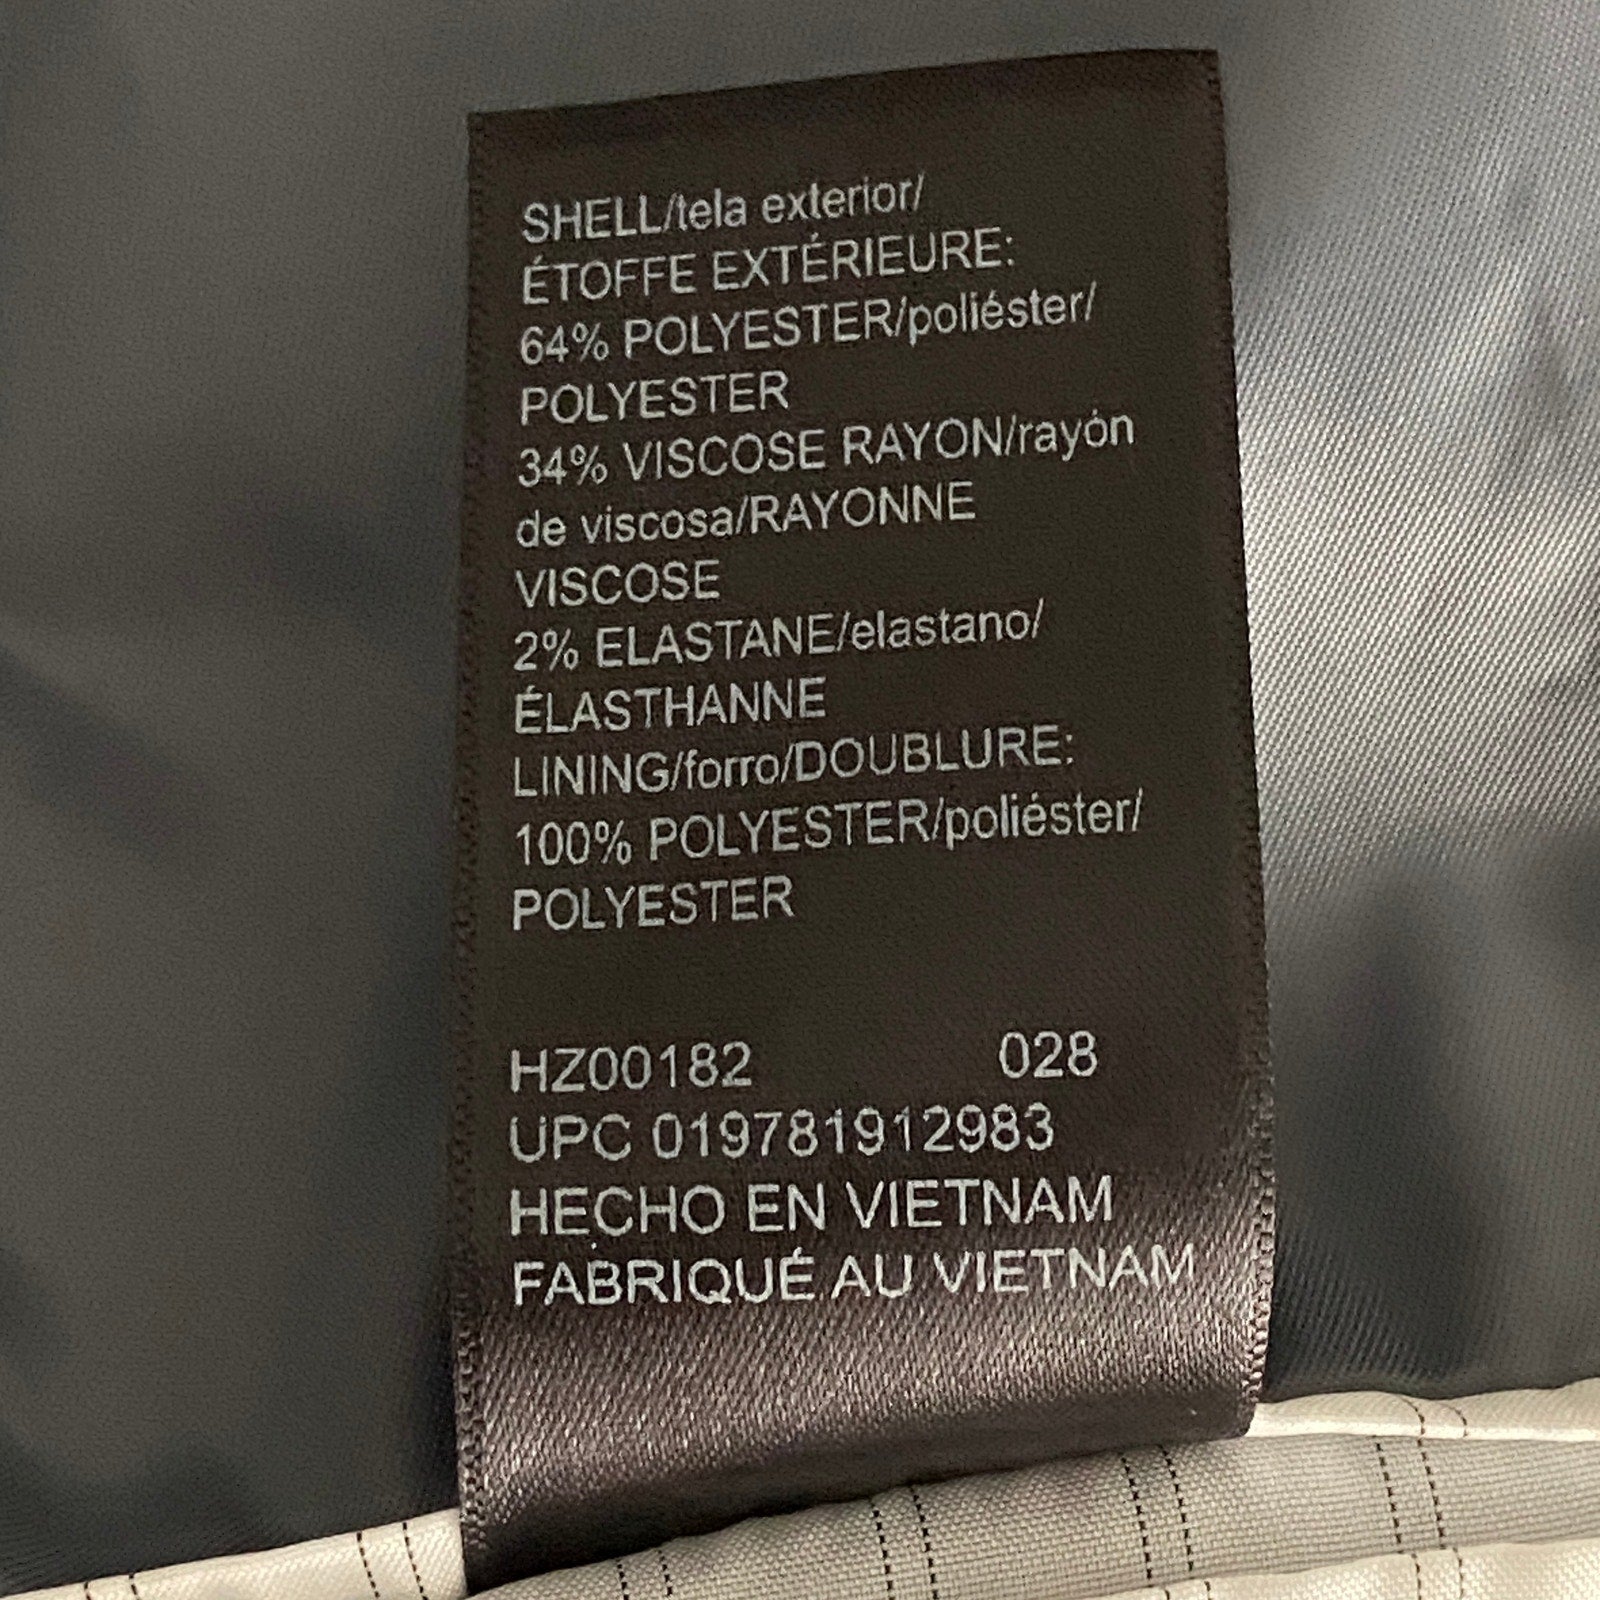 SHELL/tela exterior/
ÉTOFFE EXTÉRIEURE:
64% POLYESTER/poliéster/
POLYESTER
34% VISCOSE RAYON/rayón
de viscosa/RAYONNE
VISCOSE
2% ELASTANE/elastano/
ÉLASTHANNE
LINING/forro/DOUBLURE:
100% POLYESTER/poliéster/
POLYESTER
HZ00182 028
UPC 019781912983
HECHO EN VIETNAM
FABRIQUÉ AU VIETNAM